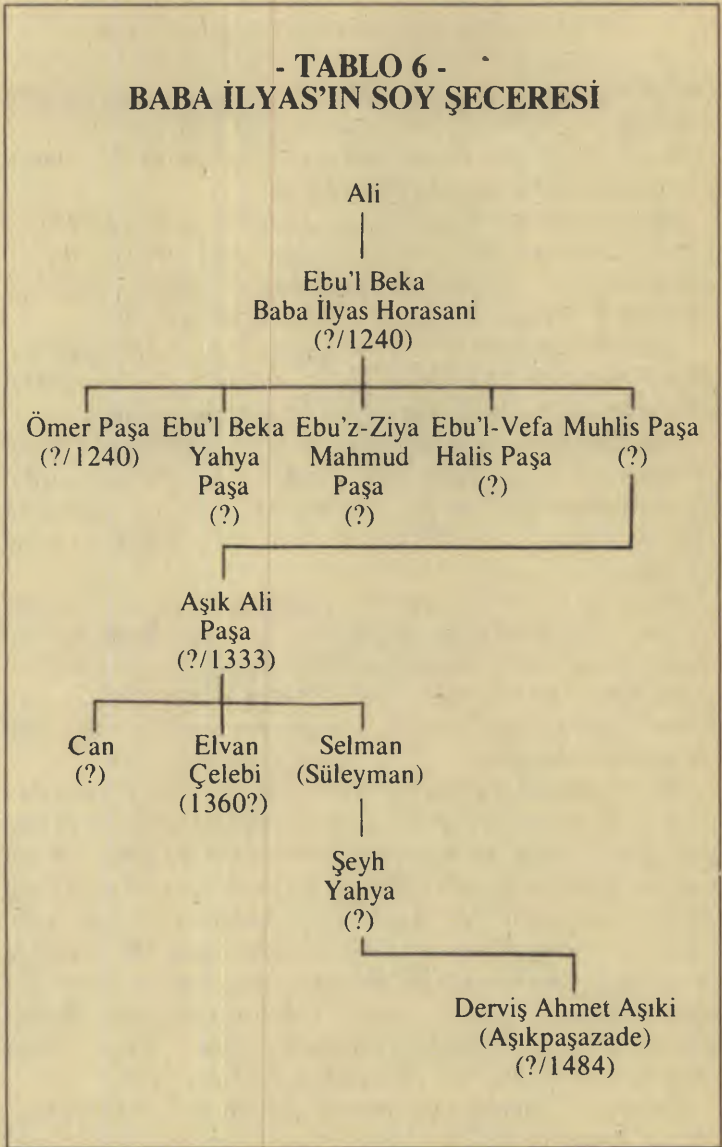 - TABLO 6 -
BABA İLYAS'IN SOY ŞECERESİ
Ali
Ebu'l Beka
Baba İlyas Horasani
(?/1240)
Ömer Paşa Ebu'l Beka Ebu'z-Ziya Ebu'l-Vefa Muhlis Paşa
(?/1240) Yahya Mahmud Halis Paşa (?)
Paşa Paşa (?)
(?) (?)
Aşık Ali
Paşa
(?/1333)
Can Elvan Selman
(?) Çelebi (Süleyman)
(1360?)
Şeyh
Yahya
(?)
Derviş Ahmet Aşıki
(Aşıkpaşazade)
(?/1484)